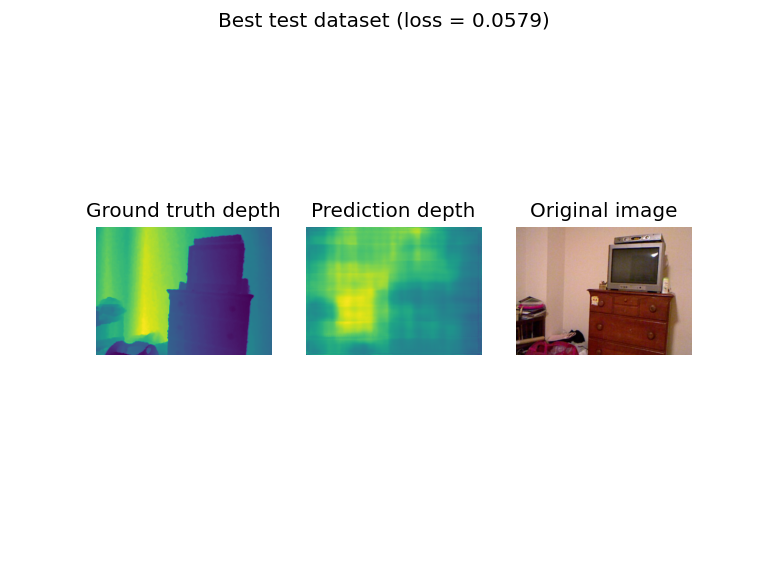 Best test dataset (loss = 0.0579)
Ground truth depth
Prediction depth
Original image